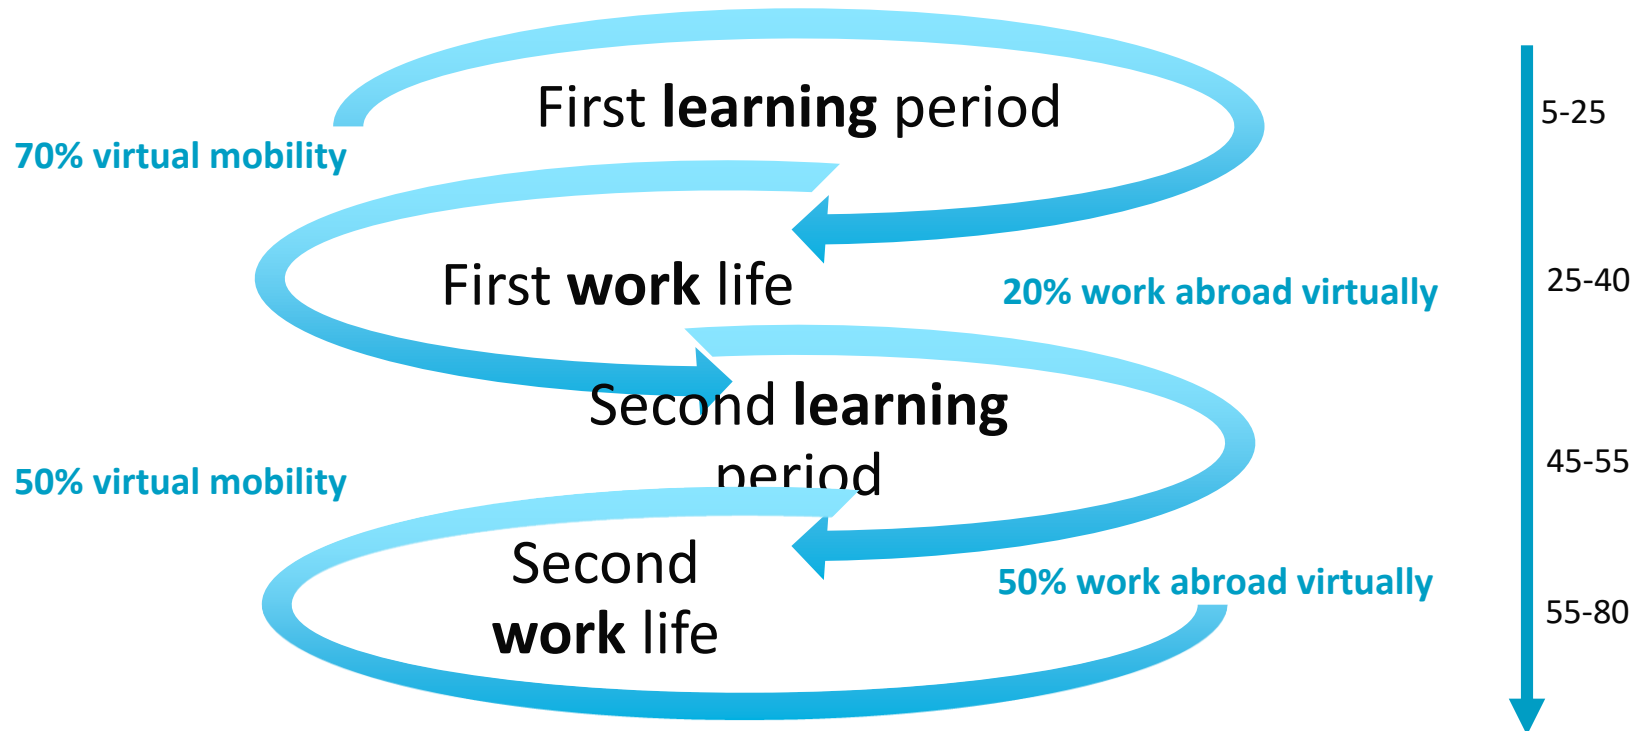 First learning period
5-25
70% virtual mobility
First work life
20% work abroad virtually
25-40
Second learning
period
45-55
50% virtual mobility
Second
work life
50% work abroad virtually
55-80